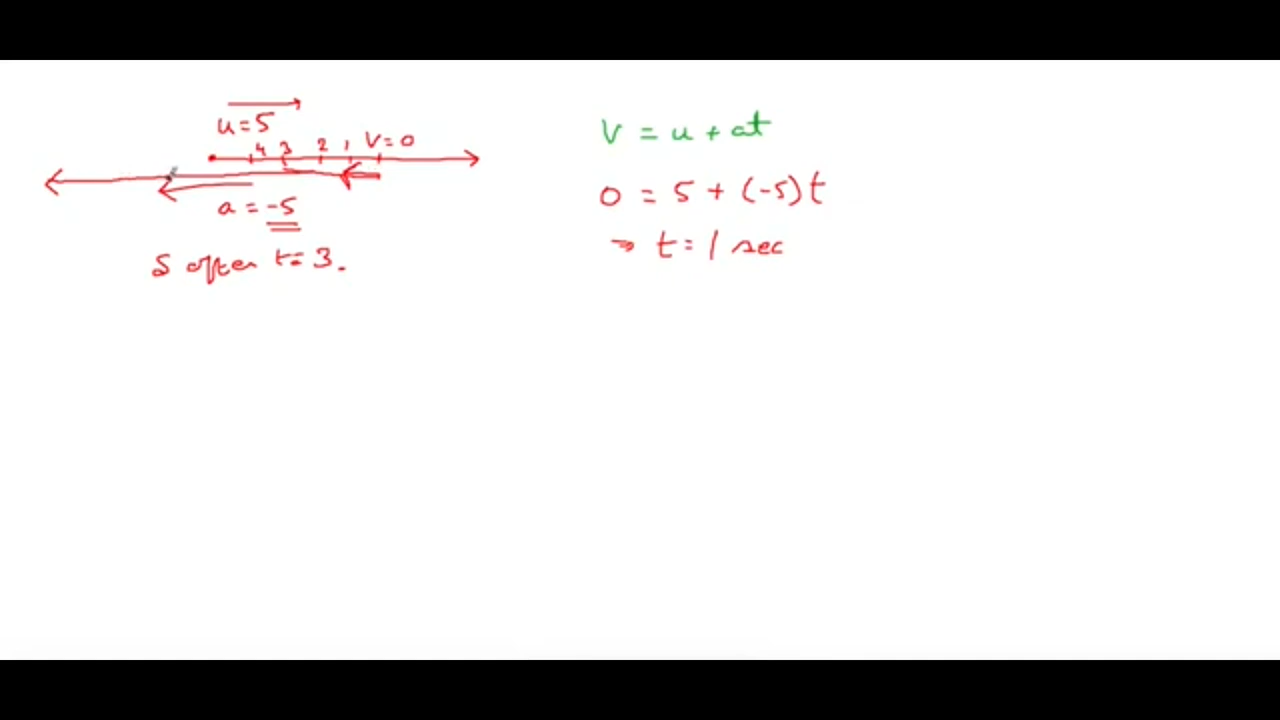 u = 5
4 3 2 1 V = 0
a = -5
S after t = 3.
V = u + at
0 = 5 + (-5) t
⇒ t = 1 sec